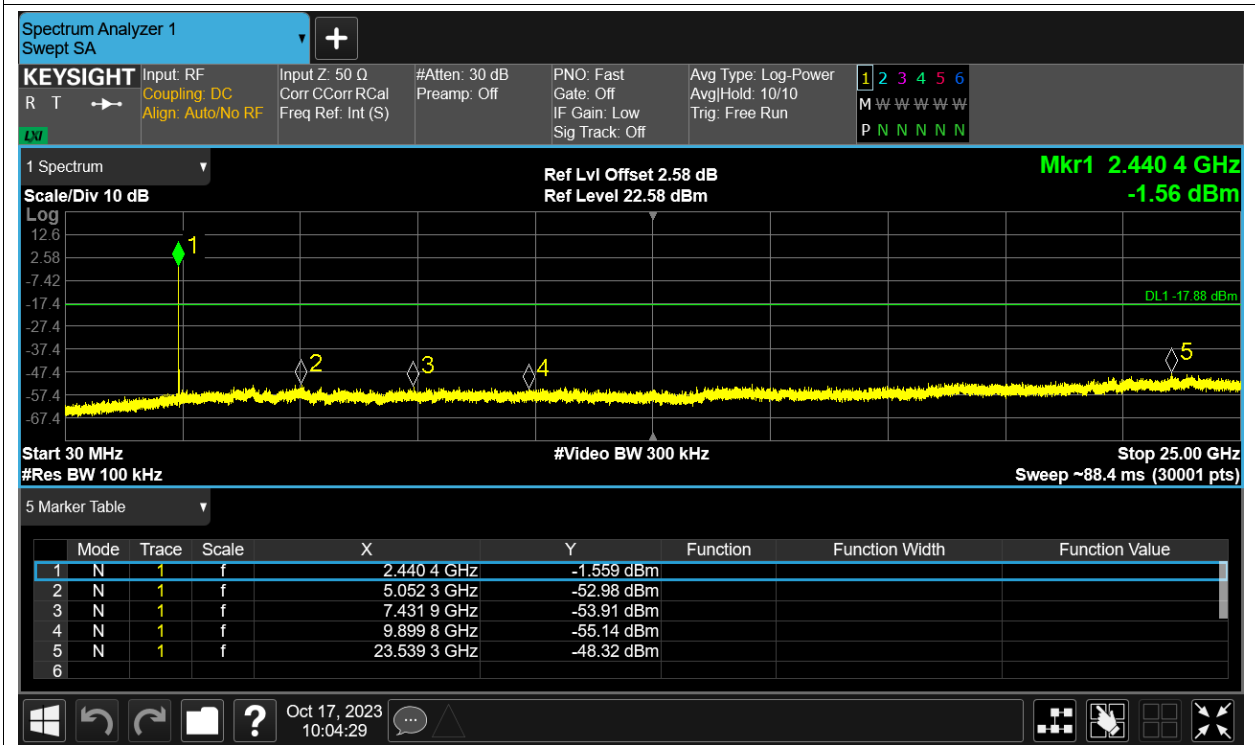 Spectrum Analyzer 1
Swept SA
+
KEYSIGHT Input: RF Input Z: 50 Ω #Atten: 30 dB PNO: Fast Avg Type: Log-Power 1 2 3 4 5 6
R T Coupling: DC Corr CCorr RCal Preamp: Off Gate: Off Avg|Hold: 10/10 M W W W W W
Align: Auto/No RF Freq Ref: Int (S) IF Gain: Low Trig: Free Run
LXI Sig Track: Off P N N N N N
1 Spectrum Ref Lvl Offset 2.58 dB Mkr1 2.440 4 GHz
Scale/Div 10 dB Ref Level 22.58 dBm -1.56 dBm
Log
12.6
1
2.58
-7.42
DL1 -17.88 dBm
-17.4
-27.4
-37.4
2 3 4 5
-47.4
-57.4
-67.4
Start 30 MHz #Video BW 300 kHz Stop 25.00 GHz
#Res BW 100 kHz Sweep ~88.4 ms (30001 pts)
5 Marker Table
Mode Trace Scale X Y Function Function Width Function Value
1 N 1 f 2.440 4 GHz -1.559 dBm
2 N 1 f 5.052 3 GHz -52.98 dBm
3 N 1 f 7.431 9 GHz -53.91 dBm
4 N 1 f 9.899 8 GHz -55.14 dBm
5 N 1 f 23.539 3 GHz -48.32 dBm
6
? Oct 17, 2023
10:04:29